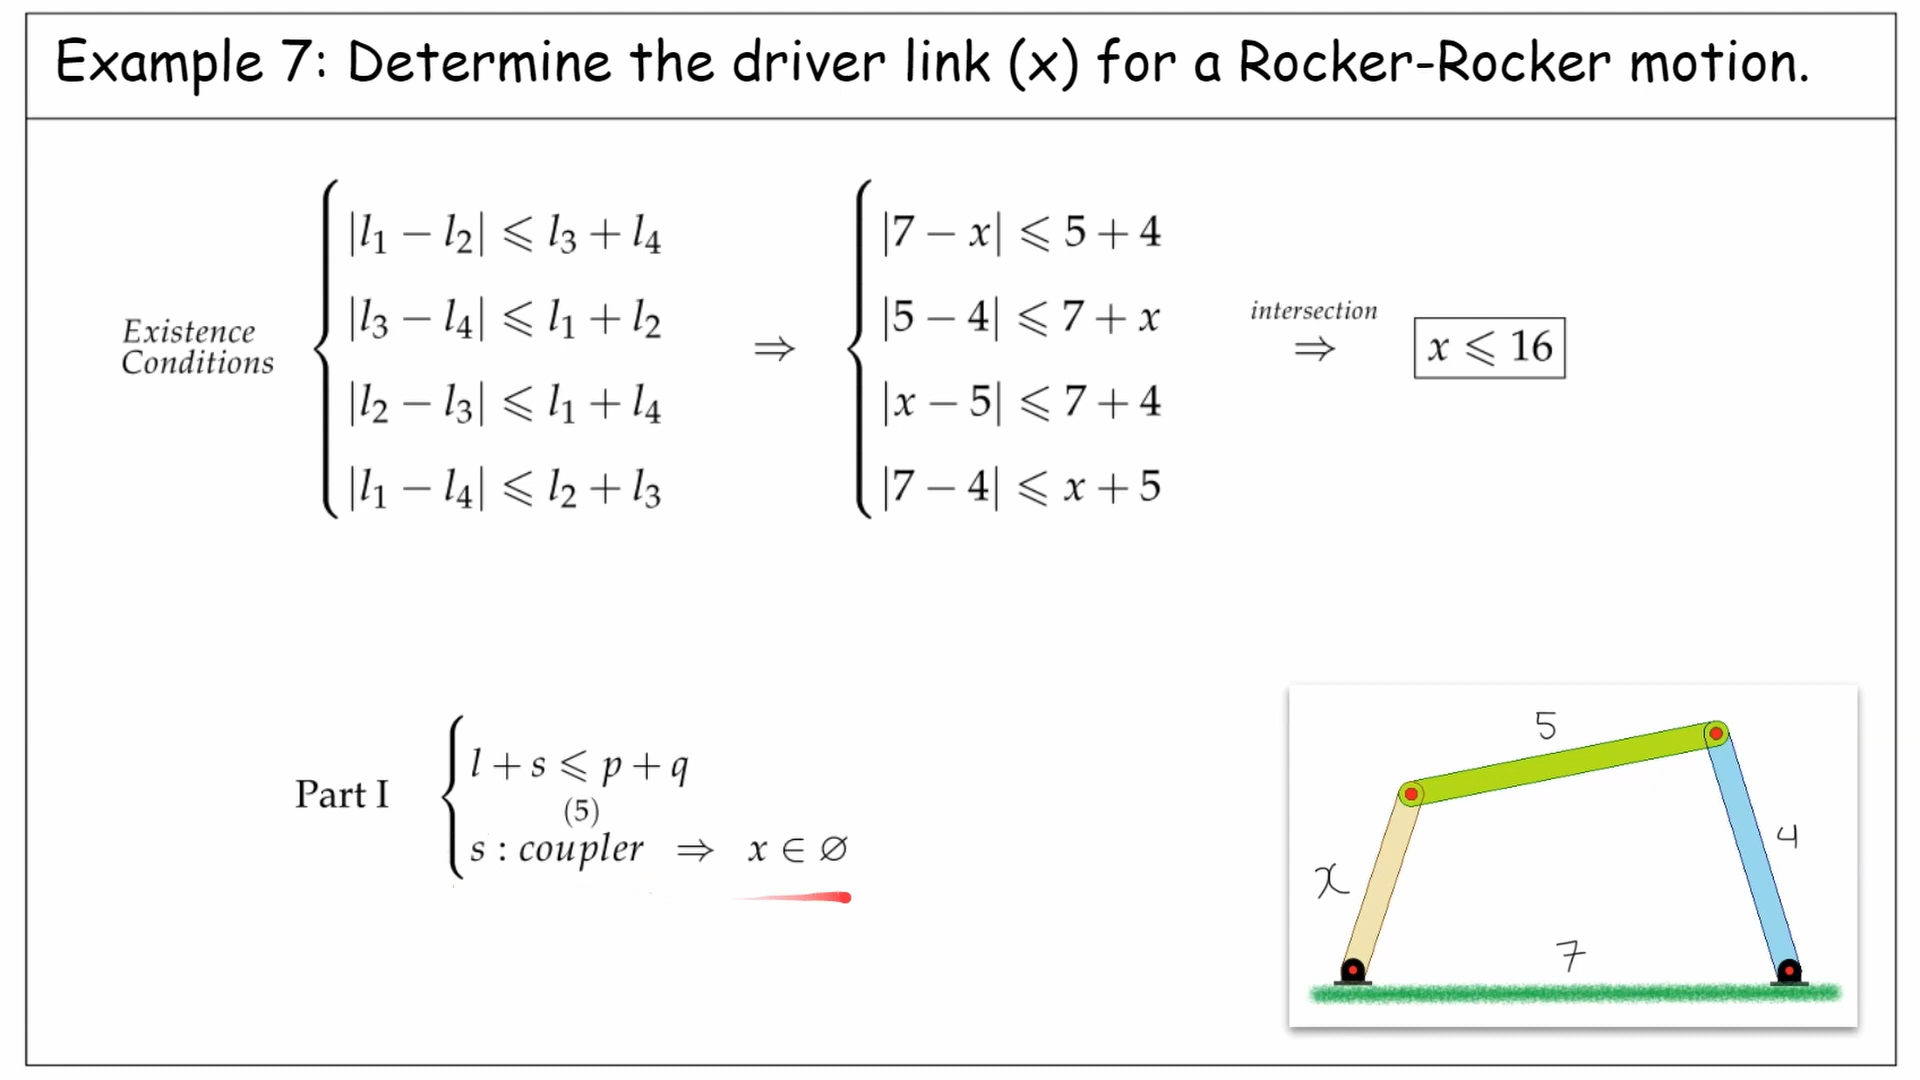 Example 7: Determine the driver link (x) for a Rocker-Rocker motion.
Existence
Conditions
|l₁ − l₂| ⩽ l₃ + l₄
|l₃ − l₄| ⩽ l₁ + l₂
|l₂ − l₃| ⩽ l₁ + l₄
|l₁ − l₄| ⩽ l₂ + l₃
⇒
|7 − x| ⩽ 5 + 4
|5 − 4| ⩽ 7 + x
|x − 5| ⩽ 7 + 4
|7 − 4| ⩽ x + 5
intersection
⇒
x ⩽ 16
Part I
l + s ⩽ p + q
(5)
s : coupler ⇒ x ∈ ∅
5
x
4
7